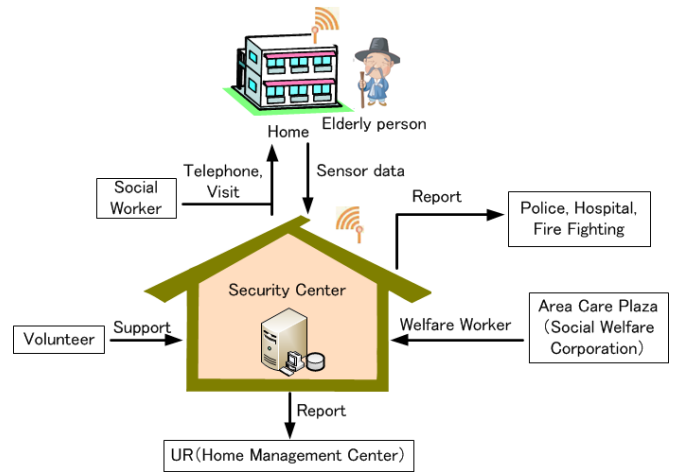 Elderly person
Home
Telephone,
Visit
Sensor data
Social
Worker
Report
Police, Hospital,
Fire Fighting
Security Center
Volunteer
Support
Welfare Worker
Area Care Plaza
(Social Welfare
Corporation)
Report
UR(Home Management Center)